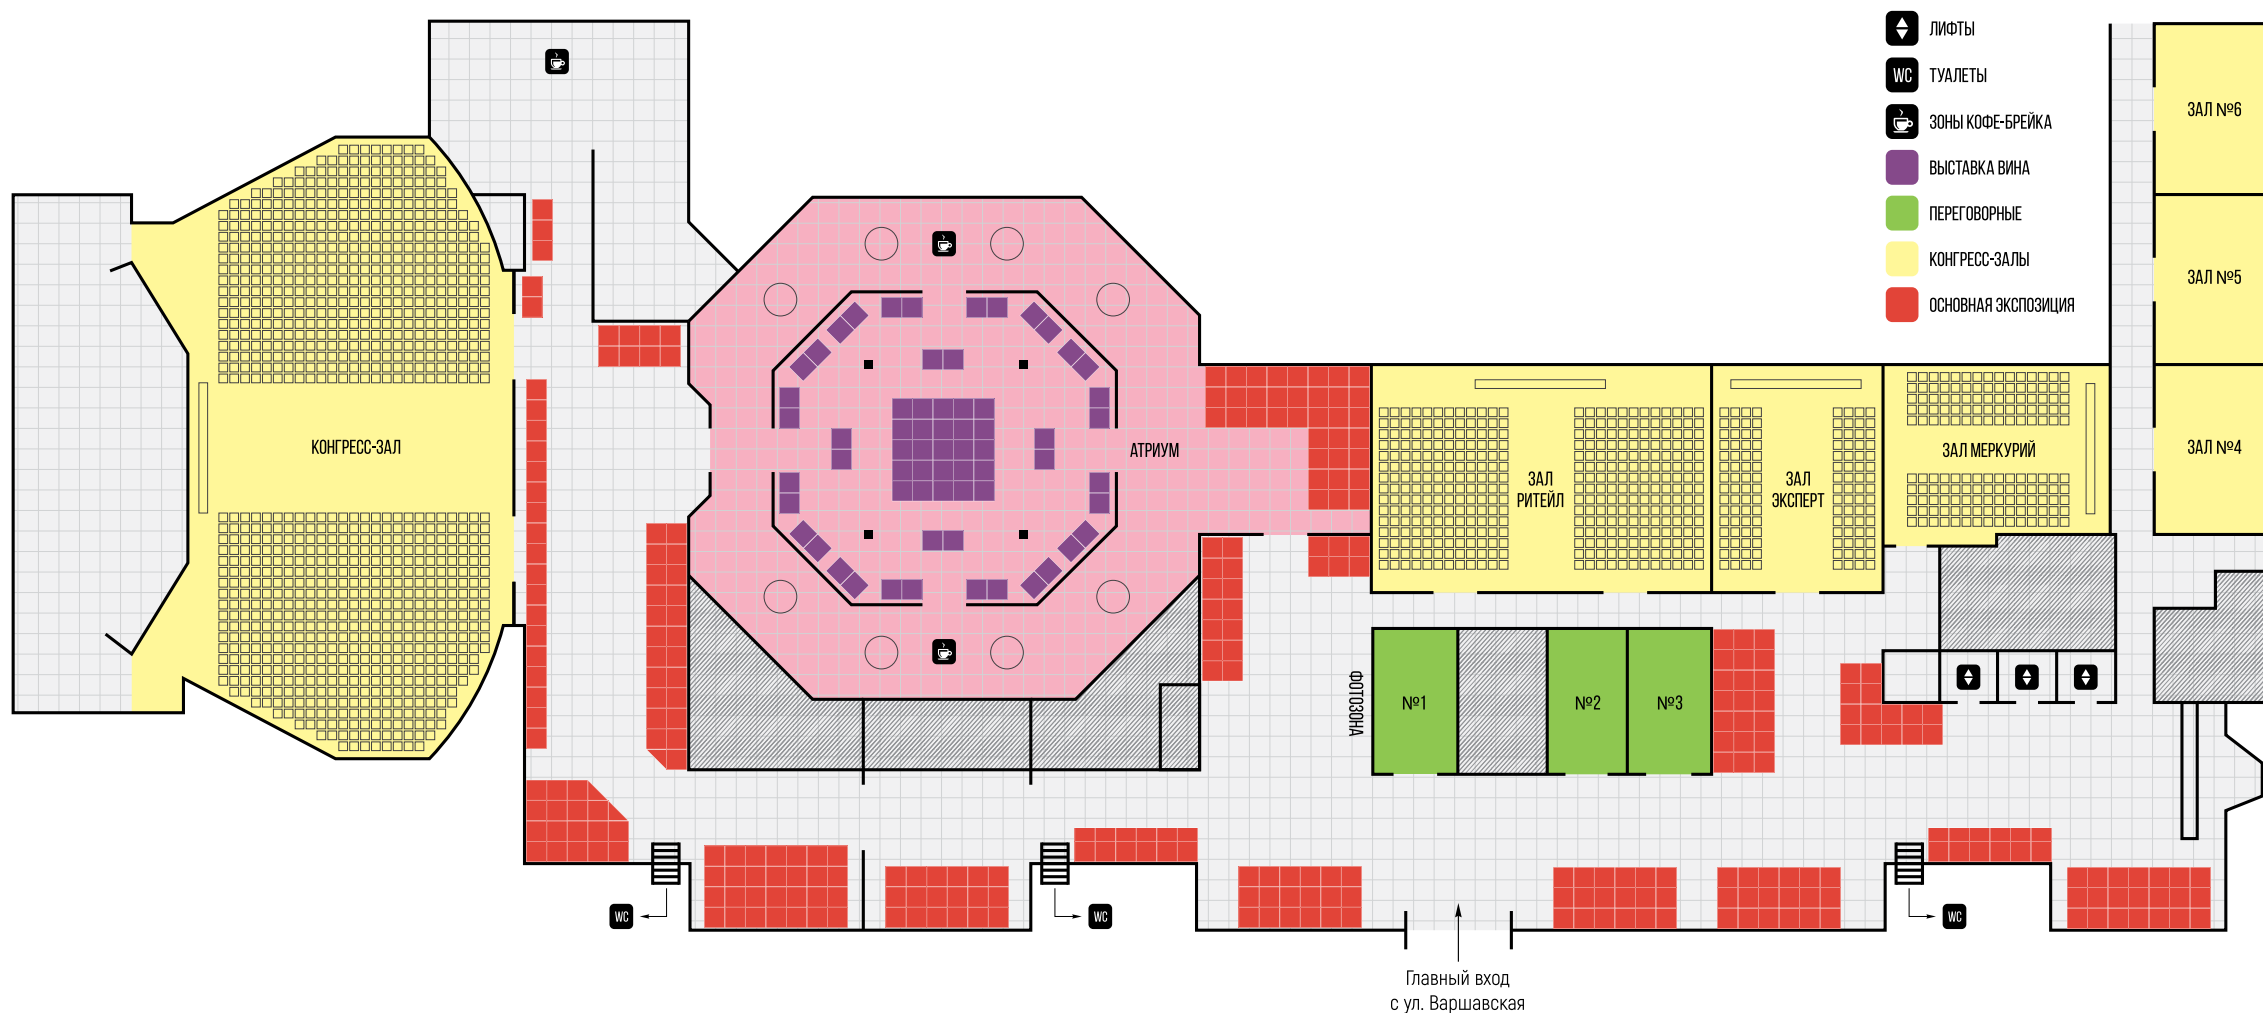 ЛИФТЫ
WC ТУАЛЕТЫ
ЗОНЫ КОФЕ-БРЕЙКА
ВЫСТАВКА ВИНА
ПЕРЕГОВОРНЫЕ
КОНГРЕСС-ЗАЛЫ
ОСНОВНАЯ ЭКСПОЗИЦИЯ
ЗАЛ №6
ЗАЛ №5
ЗАЛ №4
КОНГРЕСС-ЗАЛ
АТРИУМ
ЗАЛ
РИТЕЙЛ
ЗАЛ
ЭКСПЕРТ
ЗАЛ МЕРКУРИЙ
ФОТОЗОНА
№1
№2
№3
WC
WC
WC
Главный вход
с ул. Варшавская